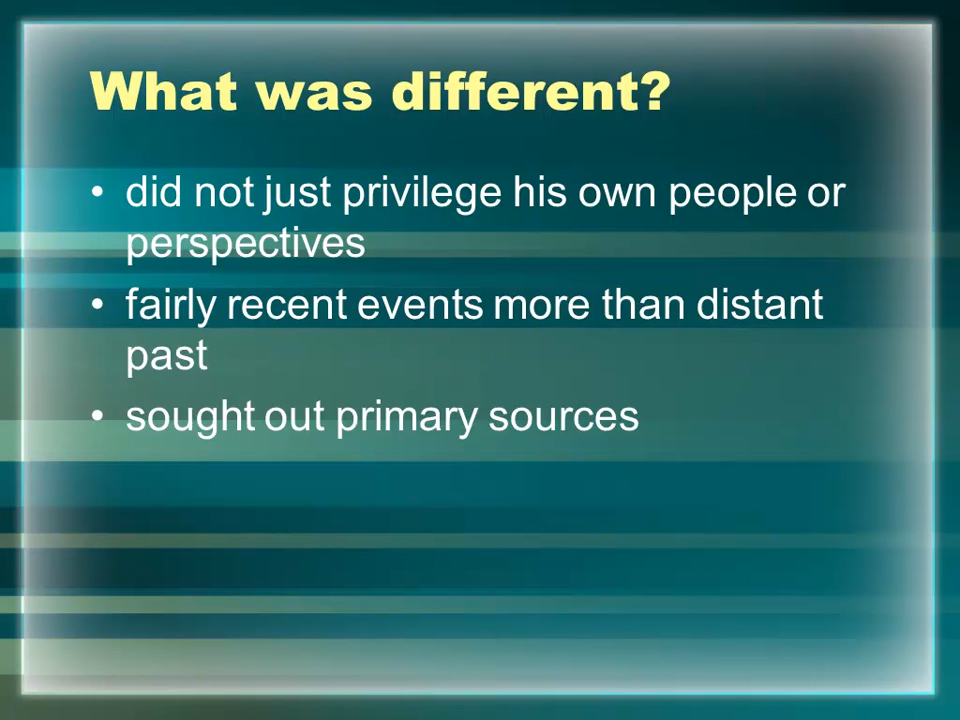 What was different?
• did not just privilege his own people or
perspectives
• fairly recent events more than distant
past
• sought out primary sources